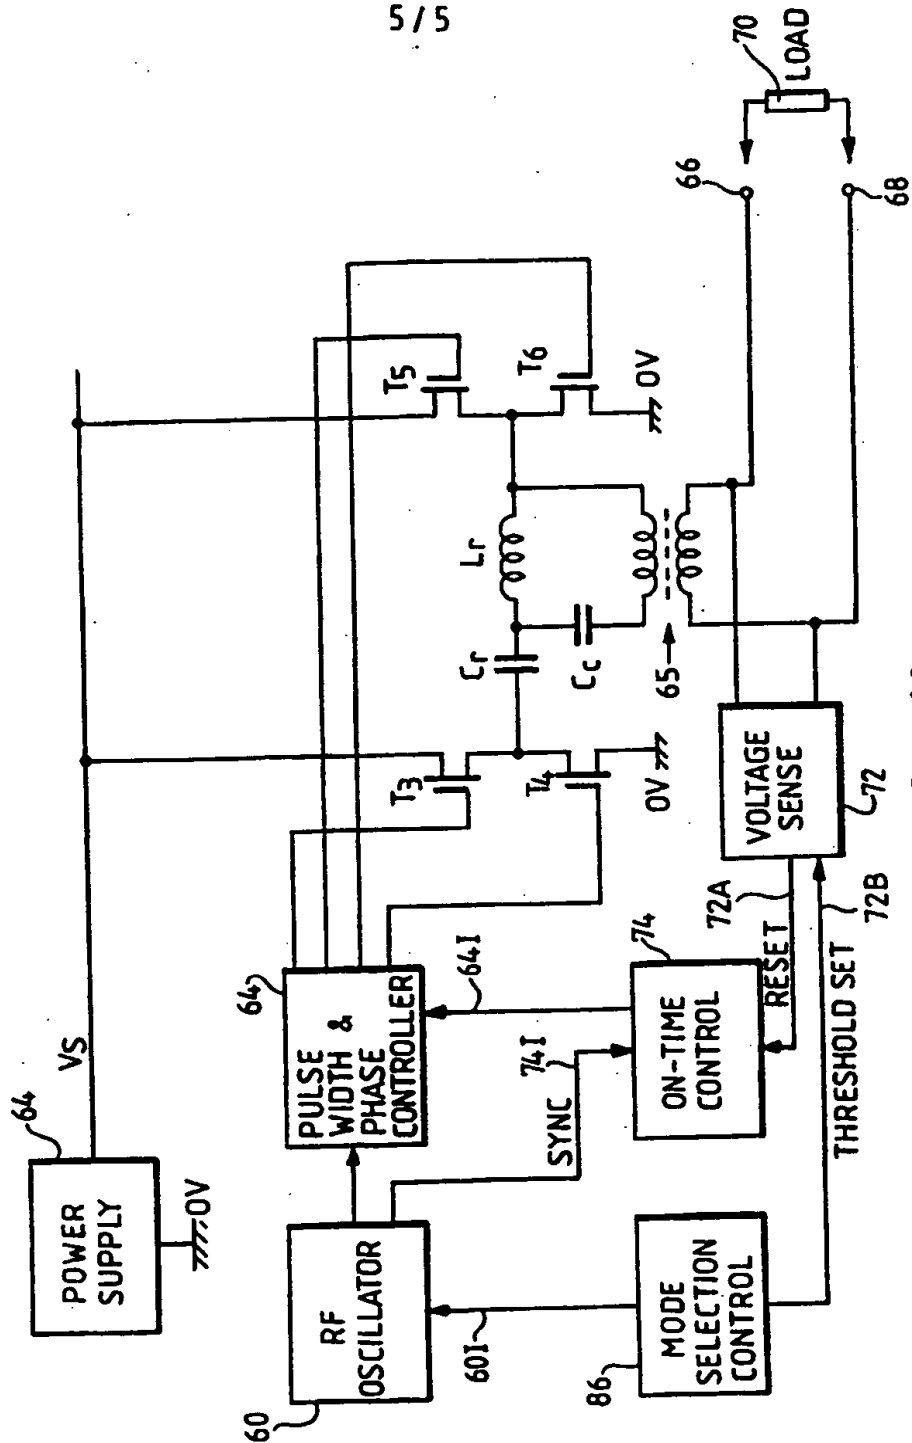 5/5
POWER
SUPPLY
64
VS
0V
RF
OSCILLATOR
60
PULSE
WIDTH &
PHASE
CONTROLLER
64
64I
SYNC
74I
60I
MODE
SELECTION
CONTROL
86
ON-TIME
CONTROL
74
RESET
72A
THRESHOLD SET
72B
VOLTAGE
SENSE
72
T3
T4
0V
Cr
Lr
Cc
65
T5
T6
0V
66
68
70
LOAD